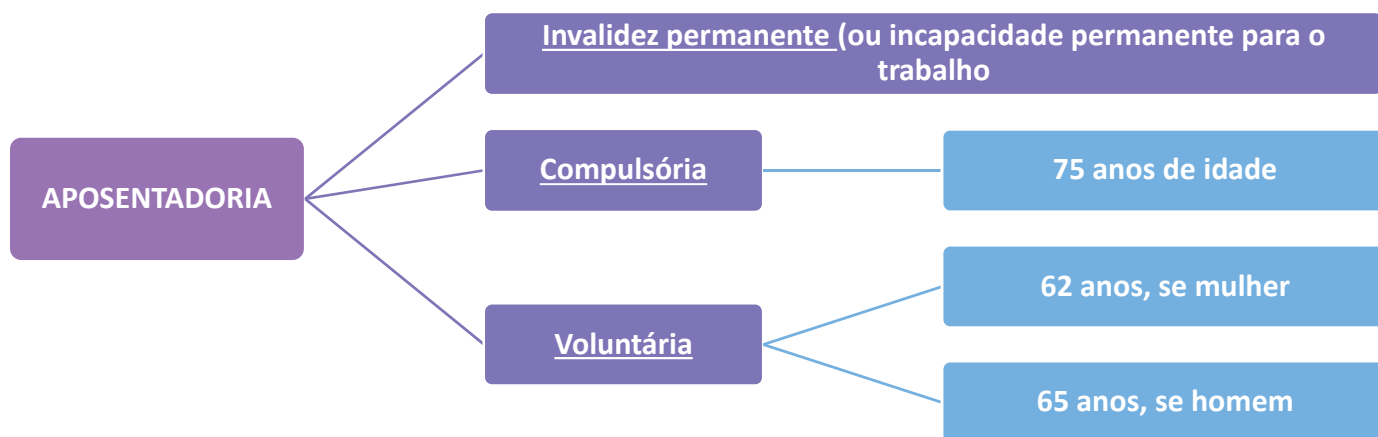 Invalidez permanente (ou incapacidade permanente para o
trabalho
APOSENTADORIA
Compulsória
75 anos de idade
Voluntária
62 anos, se mulher
65 anos, se homem